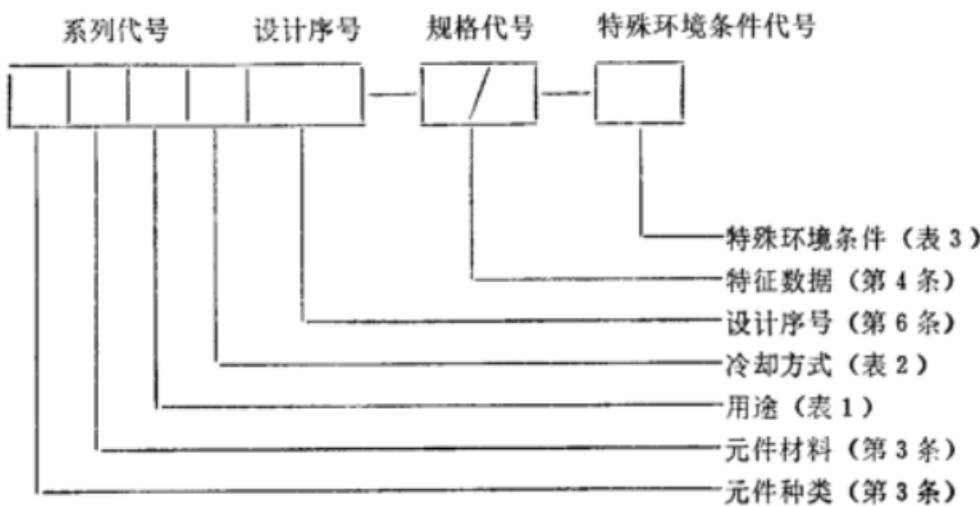 系列代号 设计序号 规格代号 特殊环境条件代号
/
特殊环境条件（表3）
特征数据（第4条）
设计序号（第6条）
冷却方式（表2）
用途（表1）
元件材料（第3条）
元件种类（第3条）